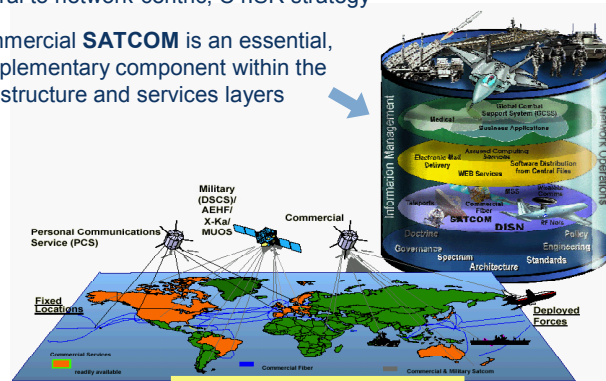 to network-centric, C4ISR strategy
commercial SATCOM is an essential,
complementary component within the
structure and services layers
Information Management
Network Operations
Global Combat
Support System (GCSS)
Medical
Business Applications
Assured Computing
Services
Electronic Mail
Delivery
WEB Services
Software Distribution
from Central Files
Teleports
Commercial
Fiber
SATCOM
DISN
RF Nets
Doctrine
Policy
Governance
Engineering
Spectrum
Standards
Architecture
Military
(DSCS)/
AEHF/
X-Ka/
MUOS
Commercial
Personal Communications
Service (PCS)
Fixed
Locations
Deployed
Forces
Commercial Services
readily available
Commercial Fiber
Commercial & Military Satcom